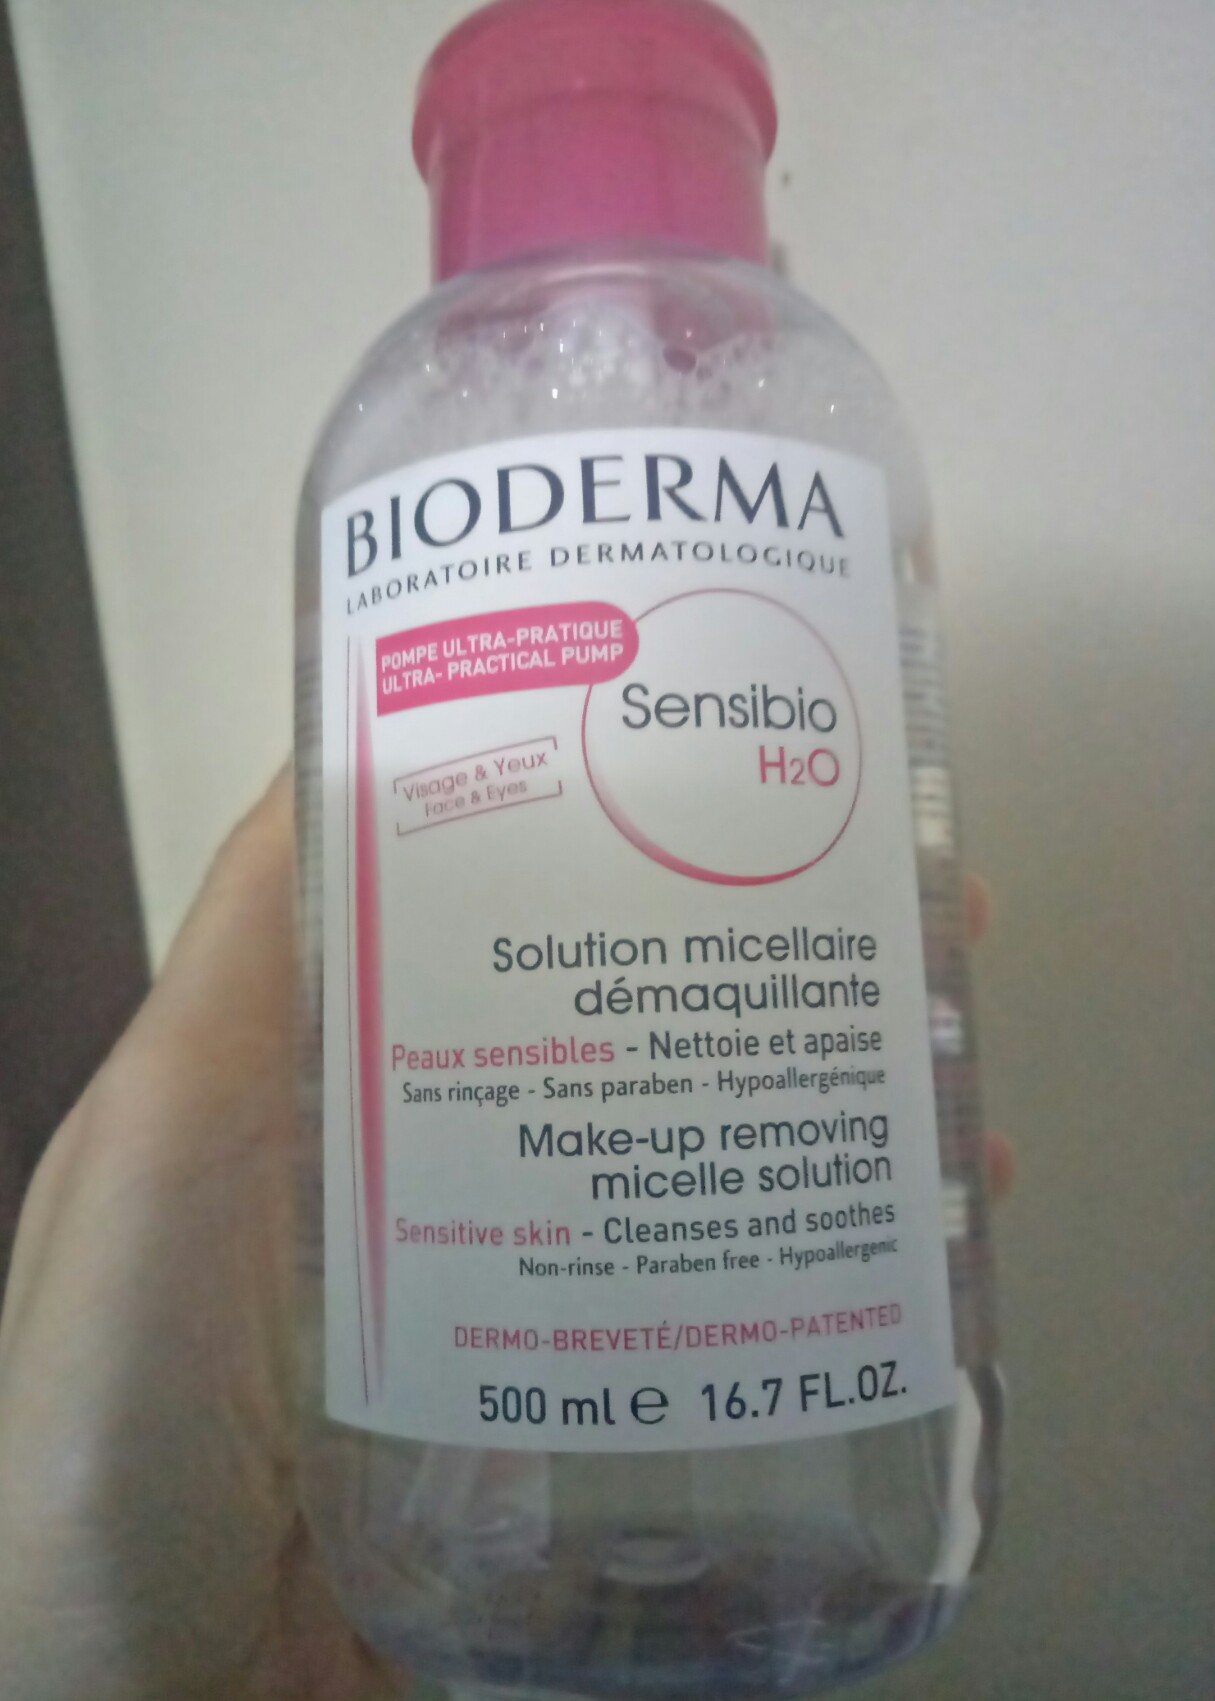 BIODERMA
LABORATOIRE DERMATOLOGIQUE
POMPE ULTRA-PRATIQUE
ULTRA- PRACTICAL PUMP
Sensibio
H2O
Visage & Yeux
Face & Eyes
Solution micellaire
démaquillante
Peaux sensibles - Nettoie et apaise
Sans rinçage - Sans paraben - Hypoallergénique
Make-up removing
micelle solution
Sensitive skin - Cleanses and soothes
Non-rinse - Paraben free - Hypoallergenic
DERMO-BREVETÉ/DERMO-PATENTED
500 ml ℮ 16.7 FL.OZ.